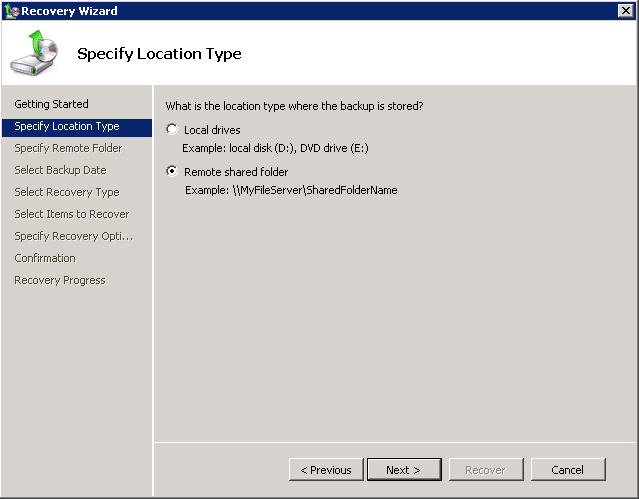 Recovery Wizard
Specify Location Type
Getting Started
Specify Location Type
Specify Remote Folder
Select Backup Date
Select Recovery Type
Select Items to Recover
Specify Recovery Opti...
Confirmation
Recovery Progress
What is the location type where the backup is stored?
Local drives
Example: local disk (D:), DVD drive (E:)
Remote shared folder
Example: \\MyFileServer\SharedFolderName
< Previous
Next >
Recover
Cancel